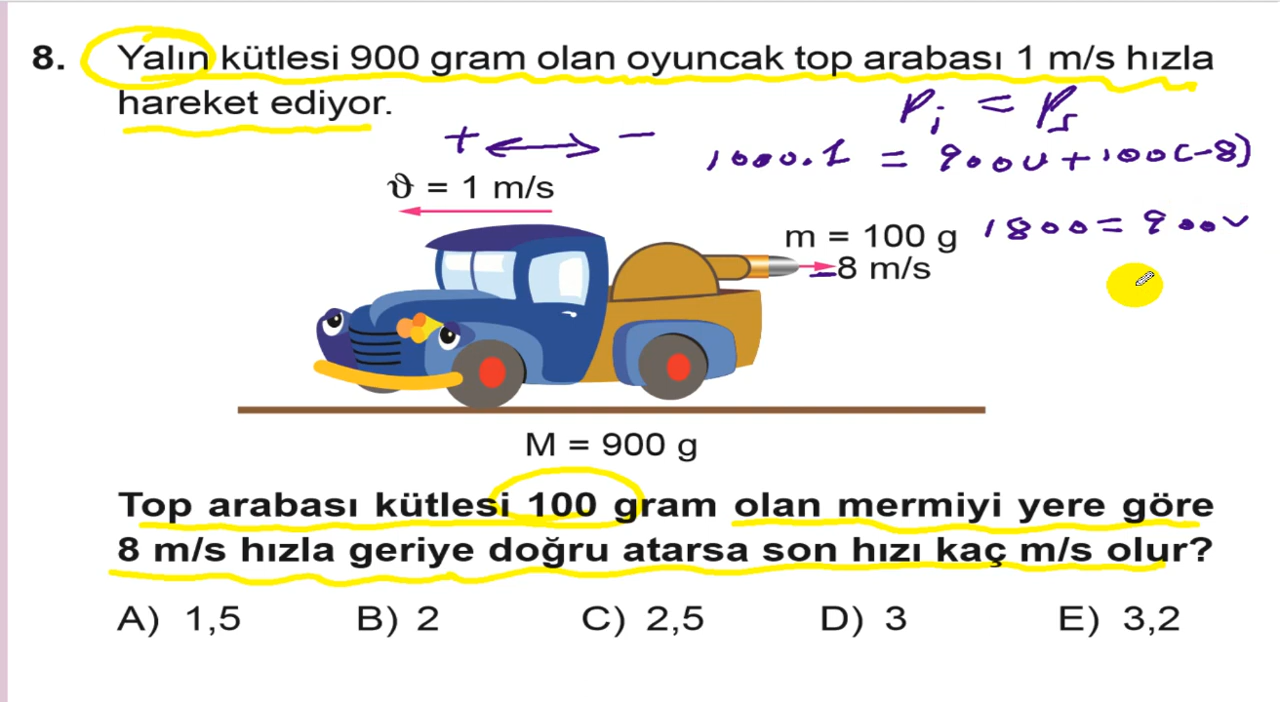 8. Yalın kütlesi 900 gram olan oyuncak top arabası 1 m/s hızla
hareket ediyor.
P i = P s
+ ⟷ −
1000.1 = 900v + 100(-8)
ϑ = 1 m/s
1800 = 900v
m = 100 g
-8 m/s
M = 900 g
Top arabası kütlesi 100 gram olan mermiyi yere göre
8 m/s hızla geriye doğru atarsa son hızı kaç m/s olur?
A) 1,5 B) 2 C) 2,5 D) 3 E) 3,2